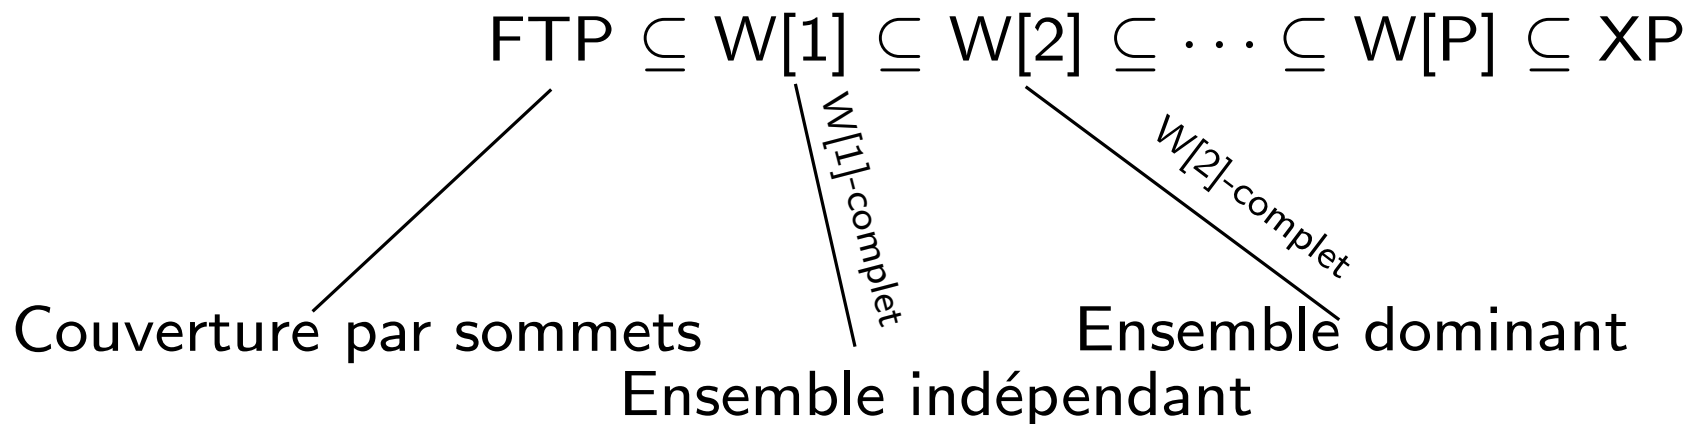 FTP ⊆ W[1] ⊆ W[2] ⊆ · · · ⊆ W[P] ⊆ XP
W[1]-complet
W[2]-complet
Couverture par sommets
Ensemble dominant
Ensemble indépendant